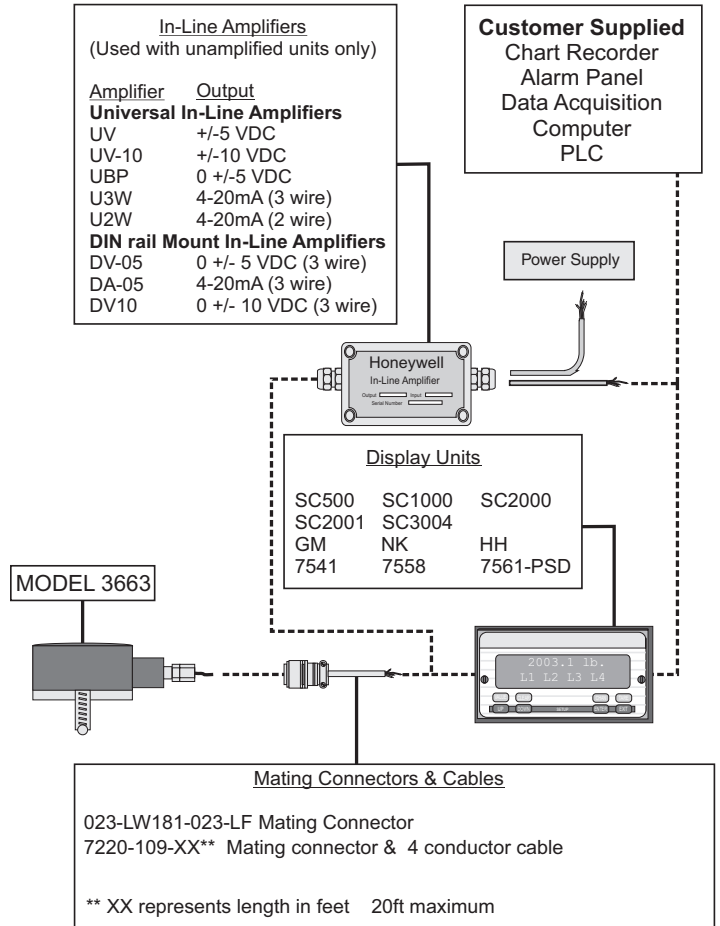 In-Line Amplifiers
(Used with unamplified units only)
Amplifier Output
Universal In-Line Amplifiers
UV +/-5 VDC
UV-10 +/-10 VDC
UBP 0 +/-5 VDC
U3W 4-20mA (3 wire)
U2W 4-20mA (2 wire)
DIN rail Mount In-Line Amplifiers
DV-05 0 +/- 5 VDC (3 wire)
DA-05 4-20mA (3 wire)
DV10 0 +/- 10 VDC (3 wire)
Customer Supplied
Chart Recorder
Alarm Panel
Data Acquisition
Computer
PLC
Power Supply
Honeywell
In-Line Amplifier
Output Input
Serial Number
Display Units
SC500 SC1000 SC2000
SC2001 SC3004
GM NK HH
7541 7558 7561-PSD
MODEL 3663
2003.1 lb.
L1 L2 L3 L4
UP DOWN SETUP ENTER EXIT
Mating Connectors & Cables
023-LW181-023-LF Mating Connector
7220-109-XX** Mating connector & 4 conductor cable
** XX represents length in feet 20ft maximum